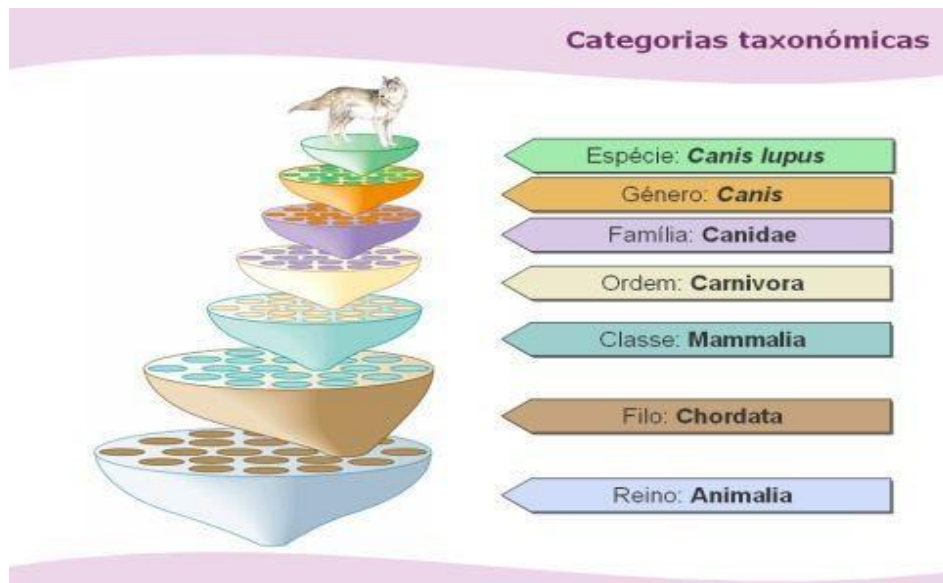 Categorias taxonómicas
Espécie: Canis lupus
Género: Canis
Família: Canidae
Ordem: Carnivora
Classe: Mammalia
Filo: Chordata
Reino: Animalia